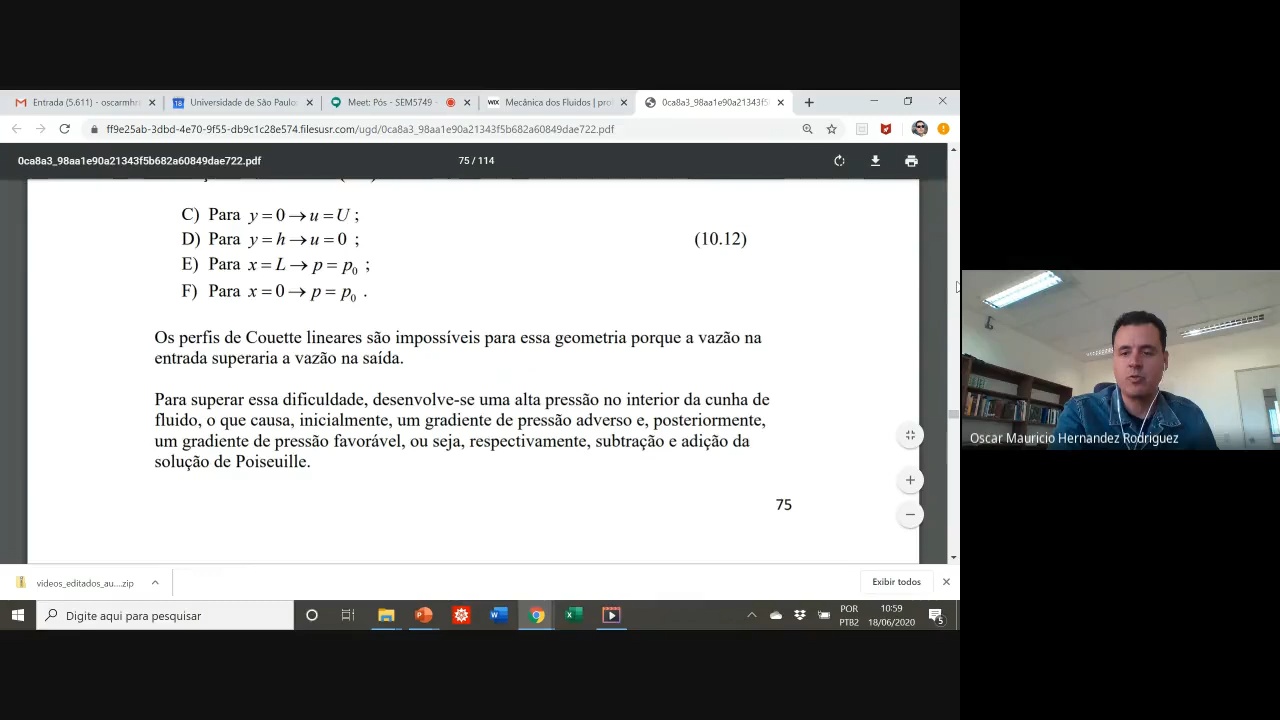 Entrada (5.611) - oscarmhr
Universidade de São Paulo
Meet: Pós - SEM5749 -
WIX Mecânica dos Fluidos | pro
0ca8a3_98aa1e90a21343f5
ff9e25ab-3dbd-4e70-9f65-db9c1c28e574.filesusr.com/ugd/0ca8a3_98aa1e90a21343f5b682a60849dae722.pdf
0ca8a3_98aa1e90a21343f5b682a60849dae722.pdf
75 / 114
C) Para y = 0 → u = U ;
D) Para y = h → u = 0 ; (10.12)
E) Para x = L → p = p₀ ;
F) Para x = 0 → p = p₀ .
Os perfis de Couette lineares são impossíveis para essa geometria porque a vazão na
entrada superaria a vazão na saída.
Para superar essa dificuldade, desenvolve-se uma alta pressão no interior da cunha de
fluido, o que causa, inicialmente, um gradiente de pressão adverso e, posteriormente,
um gradiente de pressão favorável, ou seja, respectivamente, subtração e adição da
solução de Poiseuille.
75
Oscar Mauricio Hernandez Rodriguez
videos_editados_au....zip
Exibir todos
Digite aqui para pesquisar
POR
PTB2
10:59
18/06/2020
5